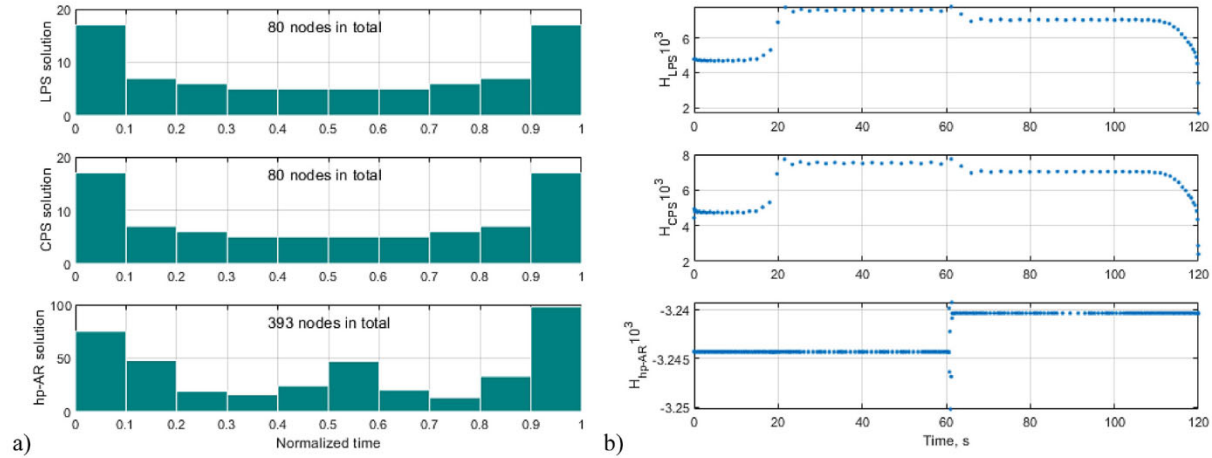 20
10
0
LPS solution
80 nodes in total
0 0.1 0.2 0.3 0.4 0.5 0.6 0.7 0.8 0.9 1
20
10
0
CPS solution
80 nodes in total
0 0.1 0.2 0.3 0.4 0.5 0.6 0.7 0.8 0.9 1
100
50
0
hp-AR solution
393 nodes in total
0 0.1 0.2 0.3 0.4 0.5 0.6 0.7 0.8 0.9 1
Normalized time
a)
6
4
2
H_LPS10^3
0 20 40 60 80 100 120
8
6
4
2
H_CPS10^3
0 20 40 60 80 100 120
-3.24
-3.245
-3.25
H_hp-AR10^3
0 20 40 60 80 100 120
Time, s
b)